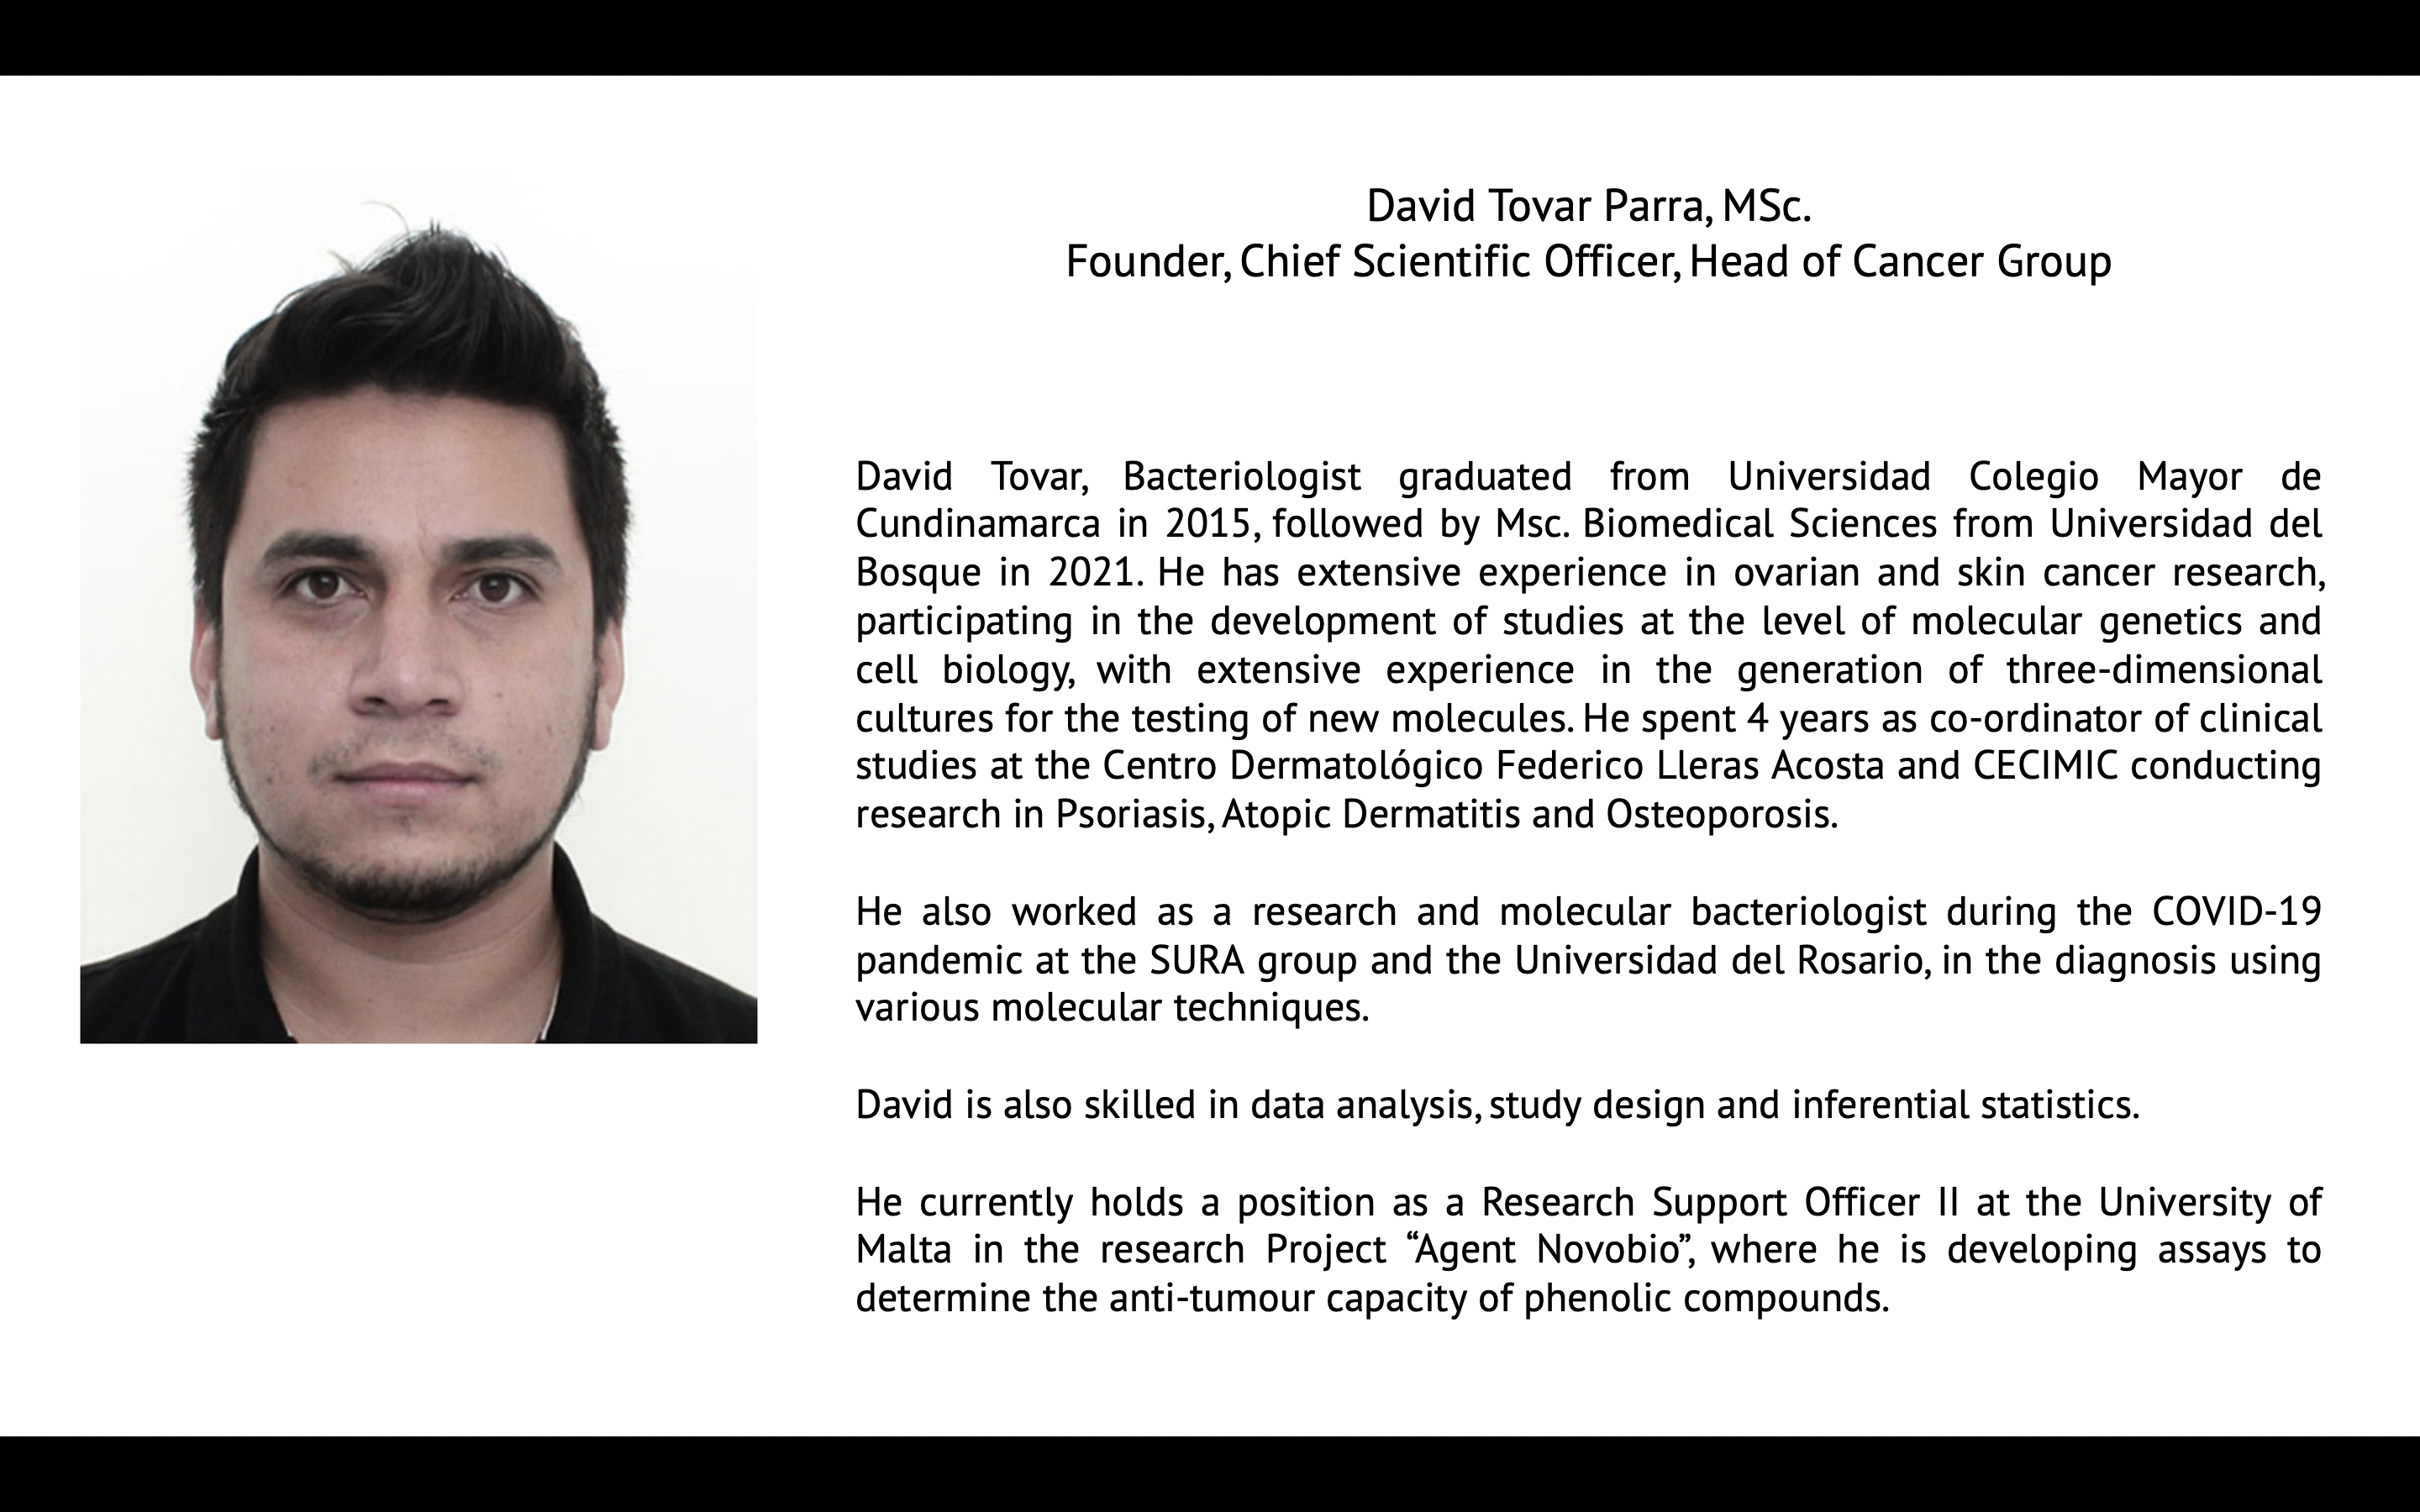 David Tovar Parra, MSc.
Founder, Chief Scientific Officer, Head of Cancer Group
David Tovar, Bacteriologist graduated from Universidad Colegio Mayor de
Cundinamarca in 2015, followed by Msc. Biomedical Sciences from Universidad del
Bosque in 2021. He has extensive experience in ovarian and skin cancer research,
participating in the development of studies at the level of molecular genetics and
cell biology, with extensive experience in the generation of three-dimensional
cultures for the testing of new molecules. He spent 4 years as co-ordinator of clinical
studies at the Centro Dermatológico Federico Lleras Acosta and CECIMIC conducting
research in Psoriasis, Atopic Dermatitis and Osteoporosis.
He also worked as a research and molecular bacteriologist during the COVID-19
pandemic at the SURA group and the Universidad del Rosario, in the diagnosis using
various molecular techniques.
David is also skilled in data analysis, study design and inferential statistics.
He currently holds a position as a Research Support Officer II at the University of
Malta in the research Project “Agent Novobio”, where he is developing assays to
determine the anti-tumour capacity of phenolic compounds.